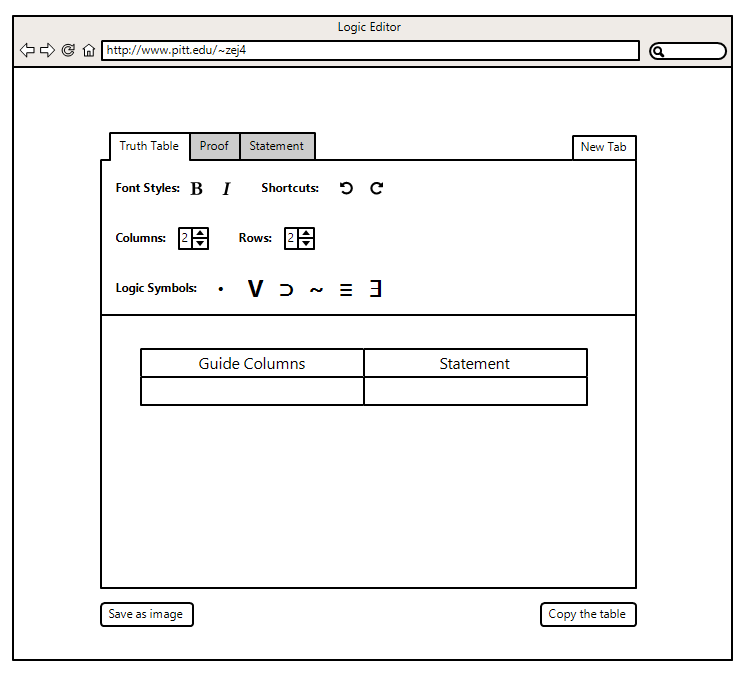 Logic Editor
http://www.pitt.edu/~zej4
Truth Table Proof Statement New Tab
Font Styles: B I Shortcuts:
Columns: 2 Rows: 2
Logic Symbols: • V ⊃ ~ ≡ ∃
Guide Columns Statement
Save as image Copy the table